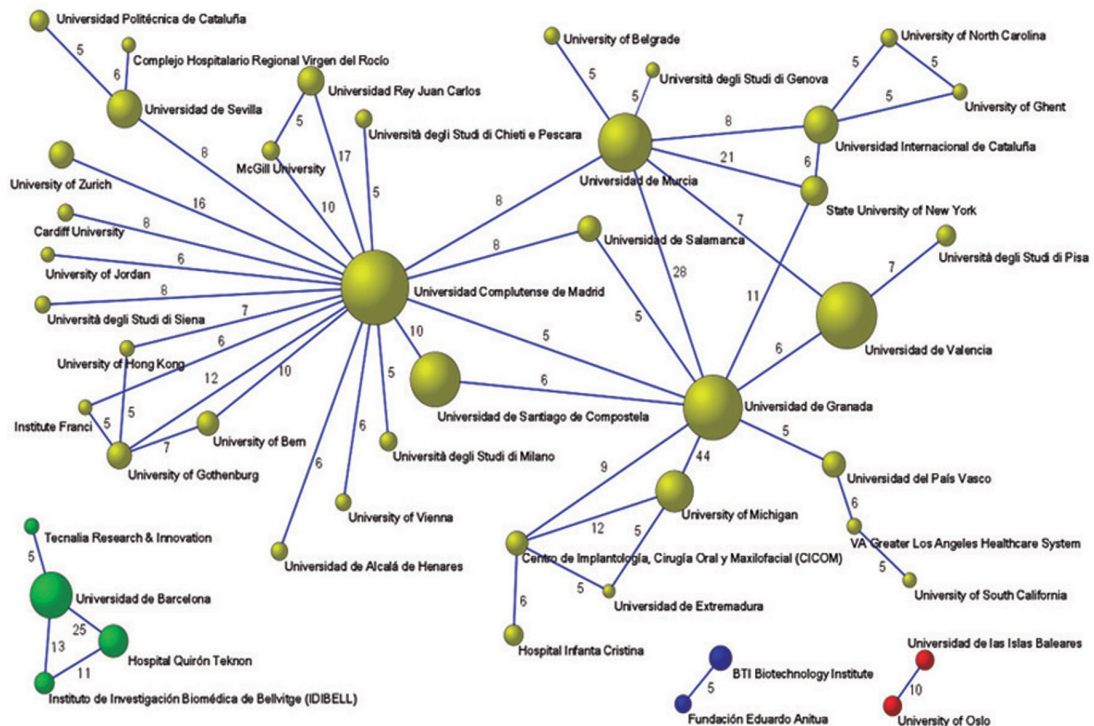 Universidad Politécnica de Cataluña
5
6
Complejo Hospitalario Regional Virgen del Rocío
Universidad de Sevilla
Universidad Rey Juan Carlos
5
17
McGill University
10
Università degli Studi di Chieti e Pescara
5
8
University of Zurich
16
Cardiff University
8
University of Jordan
6
Università degli Studi di Siena
8
University of Hong Kong
7
6
12
10
Institute Franci
5
5
University of Gothenburg
7
University of Bern
Universidad Complutense de Madrid
10
Universidad de Santiago de Compostela
6
5
Università degli Studi di Milano
6
University of Vienna
6
Universidad de Alcalá de Henares
University of Belgrade
5
Università degli Studi di Genova
5
Universidad de Murcia
8
8
Universidad de Salamanca
5
5
28
21
7
8
University of North Carolina
5
5
5
University of Ghent
Universidad Internacional de Cataluña
6
State University of New York
11
Università degli Studi di Pisa
7
Universidad de Valencia
6
Universidad de Granada
44
9
5
Universidad del País Vasco
6
VA Greater Los Angeles Healthcare System
5
University of South California
University of Michigan
12
5
Centro de Implantología, Cirugía Oral y Maxilofacial (CICOM)
5
Universidad de Extremadura
6
Hospital Infanta Cristina
Tecnalia Research & Innovation
5
Universidad de Barcelona
25
13
11
Hospital Quirón Teknon
Instituto de Investigación Biomédica de Bellvitge (IDIBELL)
BTI Biotechnology Institute
5
Fundación Eduardo Anitua
Universidad de las Islas Baleares
10
University of Oslo